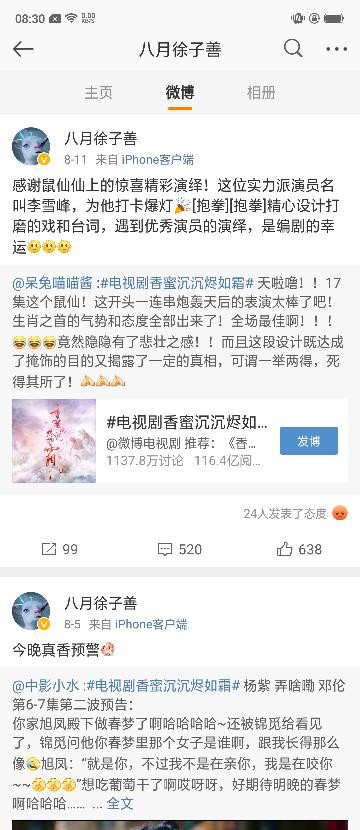 08:30
0.00
KB/S
八月徐子善
主页
微博
相册
八月徐子善
8-11 来自 iPhone客户端
感谢鼠仙仙上的惊喜精彩演绎！这位实力派演员名
叫李雪峰，为他打卡爆灯🎉[抱拳][抱拳]精心设计打
磨的戏和台词，遇到优秀演员的演绎，是编剧的幸
运
@呆兔喵喵酱:#电视剧香蜜沉沉烬如霜# 天啦噜！！17
集这个鼠仙！这开头一连串炮轰天后的表演太棒了吧！
生肖之首的气势和态度全部出来了！全场最佳啊！！！
😂😂😂竟然隐隐有了悲壮之感！！而且这段设计既达成
了掩饰的目的又揭露了一定的真相，可谓一举两得，死
得其所了！
#电视剧香蜜沉沉烬如...
@微博电视剧 推荐：《香...
1137.8万讨论 116.4亿阅...
发博
24人发表了态度
99
520
638
八月徐子善
8-5 来自 iPhone客户端
今晚真香预警
@中影小水:#电视剧香蜜沉沉烬如霜# 杨紫 弄啥嘞 邓伦
第6-7集第二波预告：
你家旭凤殿下做春梦了啊哈哈哈哈~还被锦觅给看见
了，锦觅问他你春梦里那个女子是谁啊，跟我长得那么
像🤣旭凤：“就是你，不过我不是在亲你，我是在咬你
~~”想吃葡萄干了啊哎呀呀，好期待明晚的春梦
啊哈哈哈...... ... 全文